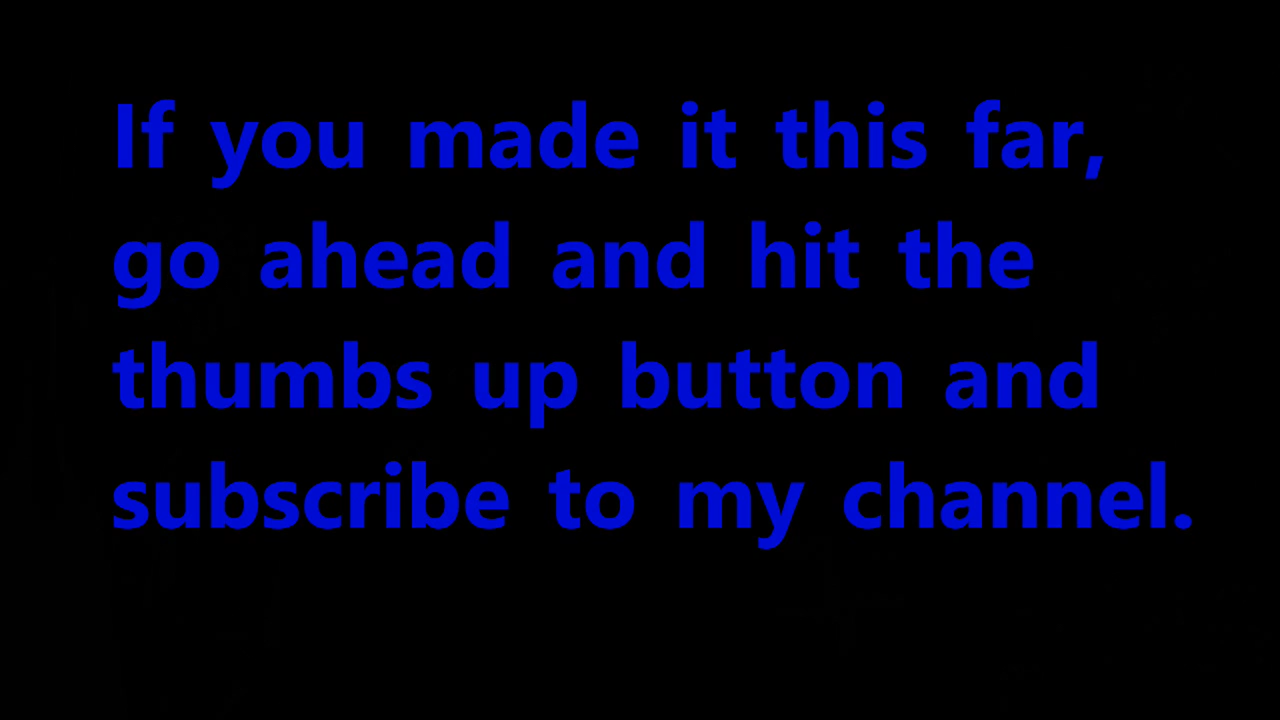 If you made it this far,
go ahead and hit the
thumbs up button and
subscribe to my channel.